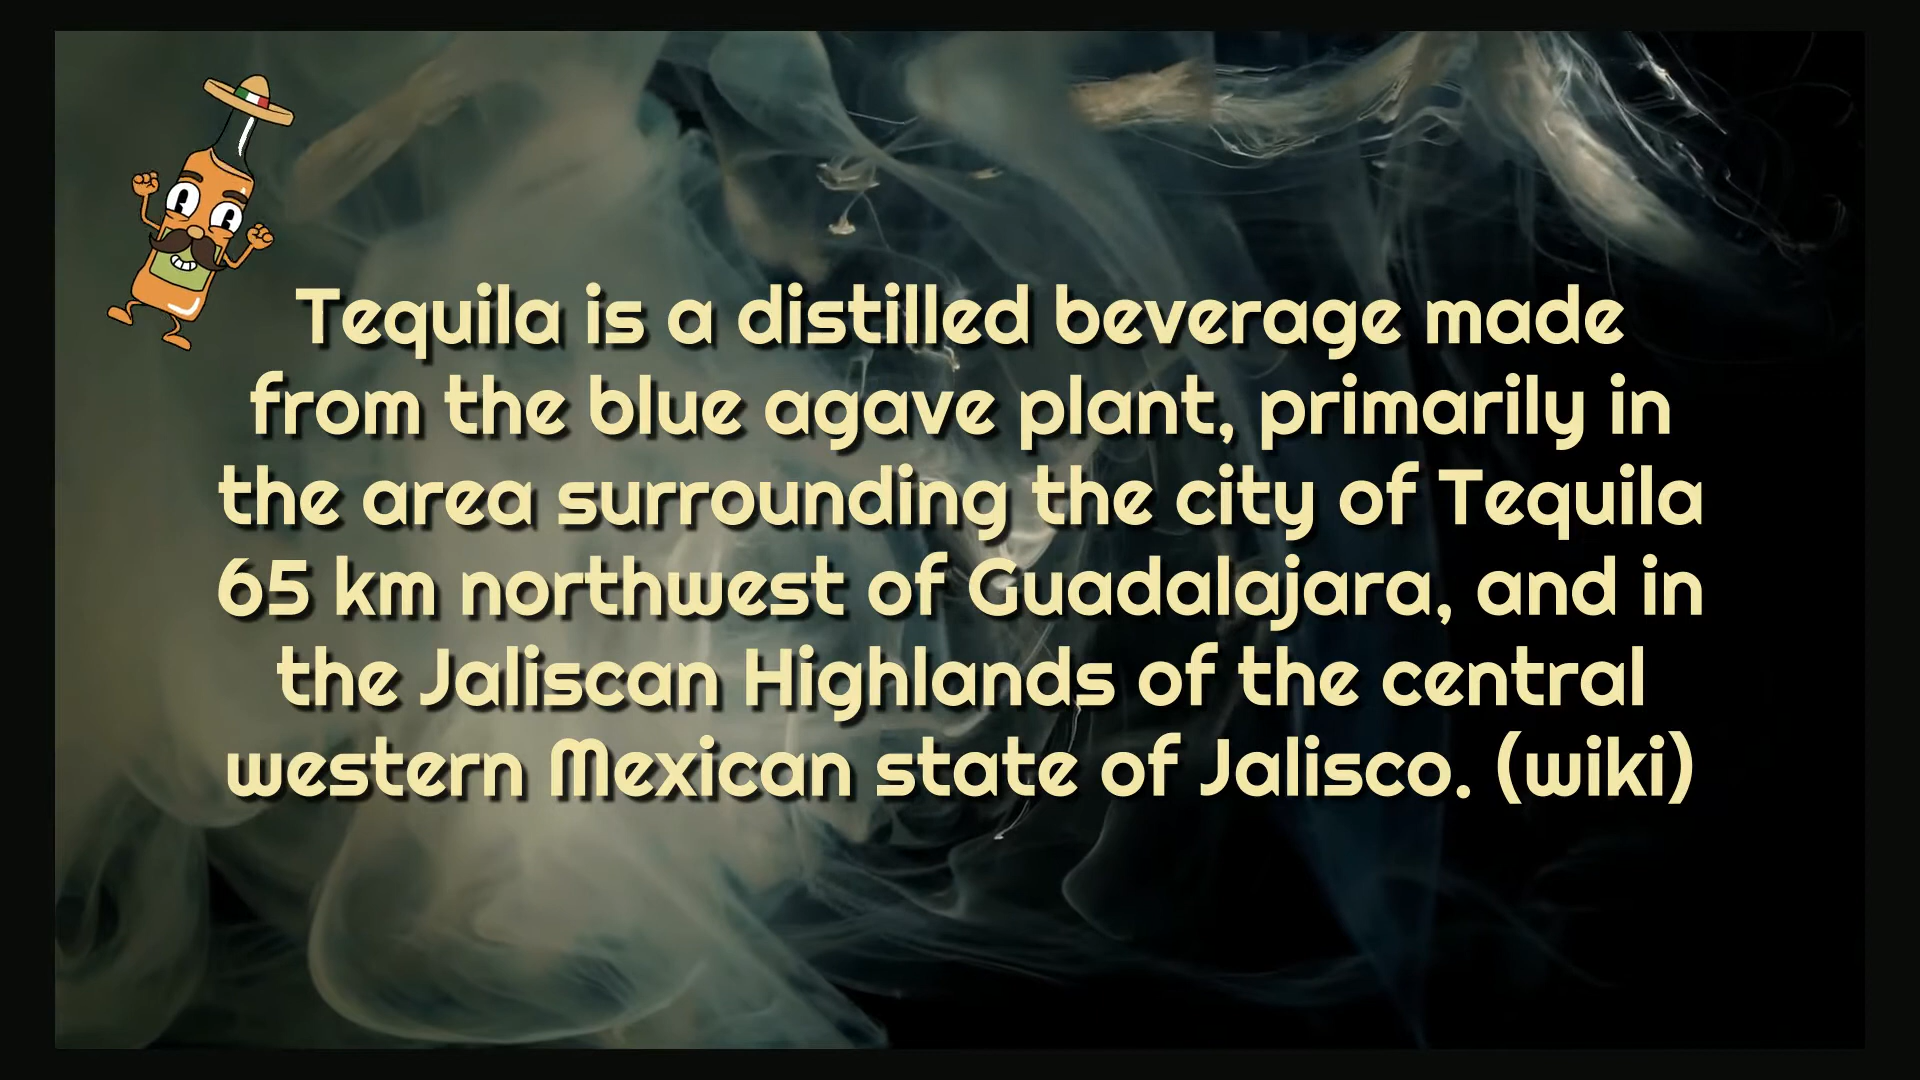 Tequila is a distilled beverage made
from the blue agave plant, primarily in
the area surrounding the city of Tequila
65 km northwest of Guadalajara, and in
the Jaliscan Highlands of the central
western Mexican state of Jalisco. (wiki)